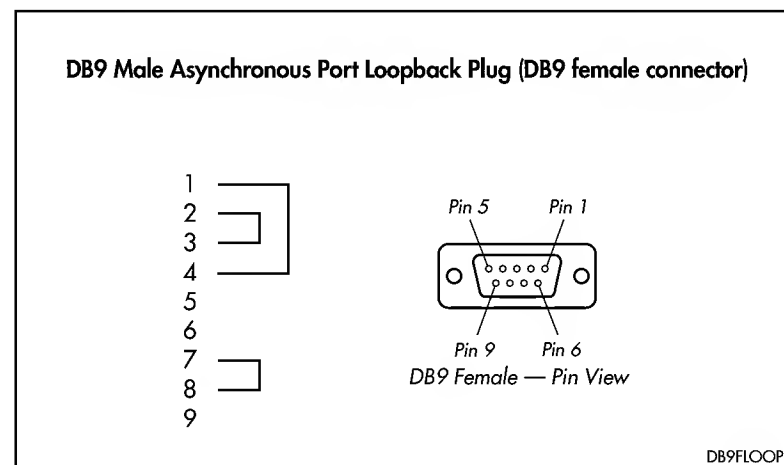 DB9 Male Asynchronous Port Loopback Plug (DB9 female connector)
1
2
3
4
5
6
7
8
9
Pin 5 Pin 1
Pin 9 Pin 6
DB9 Female — Pin View
DB9FLOOP